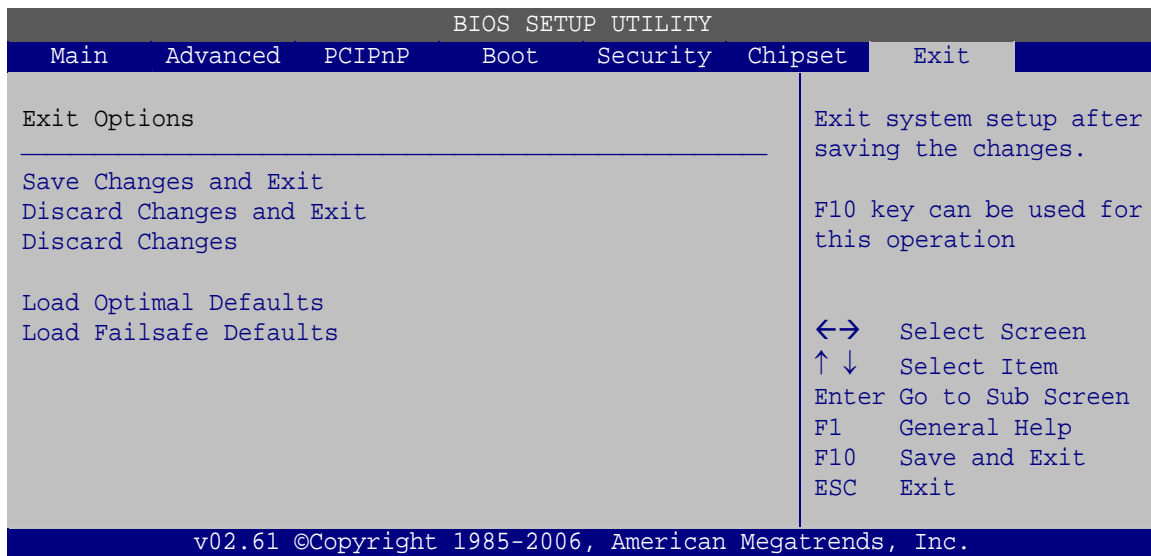 BIOS SETUP UTILITY
Main Advanced PCIPnP Boot Security Chipset Exit
Exit Options
Save Changes and Exit
Discard Changes and Exit
Discard Changes
Load Optimal Defaults
Load Failsafe Defaults
Exit system setup after
saving the changes.
F10 key can be used for
this operation
←→ Select Screen
↑ ↓ Select Item
Enter Go to Sub Screen
F1 General Help
F10 Save and Exit
ESC Exit
v02.61 ©Copyright 1985-2006, American Megatrends, Inc.